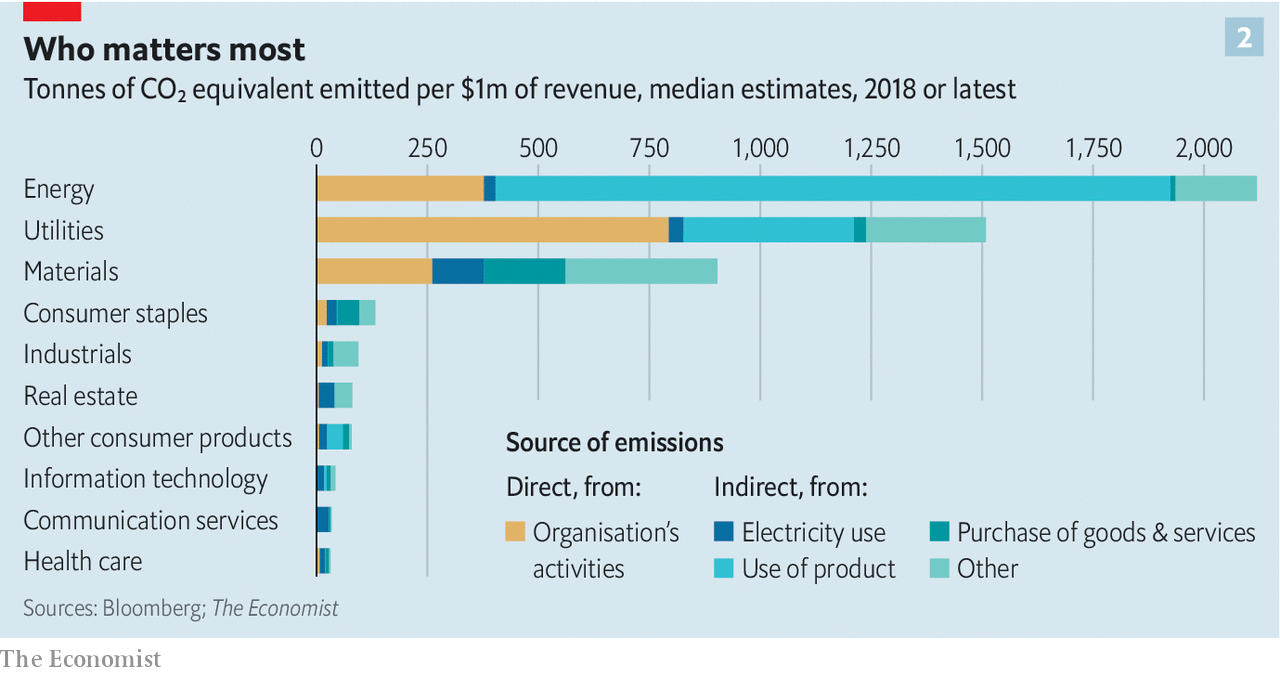 2
Who matters most
Tonnes of CO₂ equivalent emitted per $1m of revenue, median estimates, 2018 or latest
0 250 500 750 1,000 1,250 1,500 1,750 2,000
Energy
Utilities
Materials
Consumer staples
Industrials
Real estate
Other consumer products
Information technology
Communication services
Health care
Source of emissions
Direct, from: Indirect, from:
Organisation's Electricity use Purchase of goods & services
activities Use of product Other
Sources: Bloomberg; The Economist
The Economist